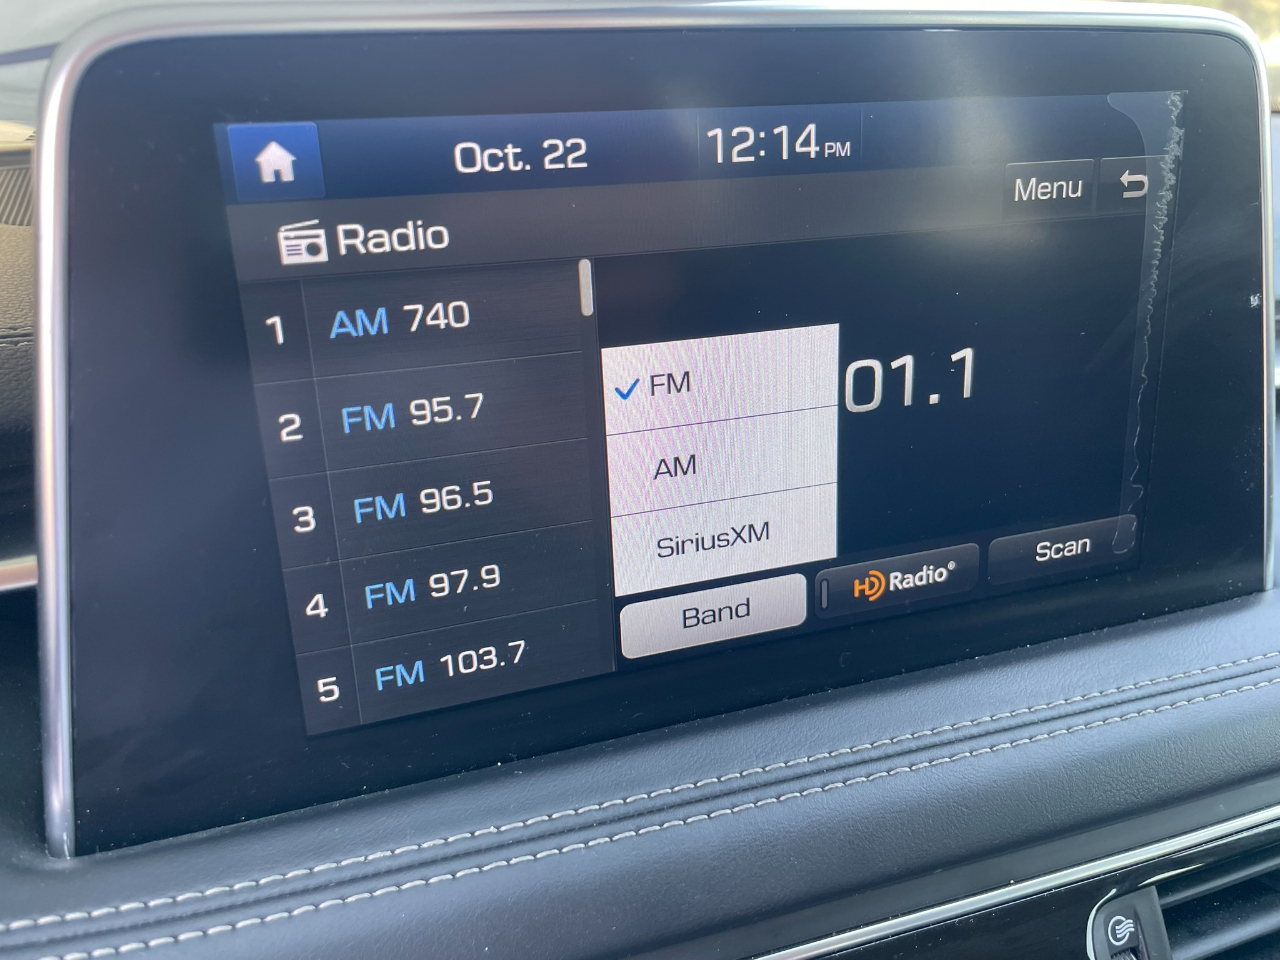 Oct. 22
12:14 PM
Menu
Radio
1 AM 740
2 FM 95.7
3 FM 96.5
4 FM 97.9
5 FM 103.7
FM
AM
SiriusXM
01.1
Band
HD Radio®
Scan